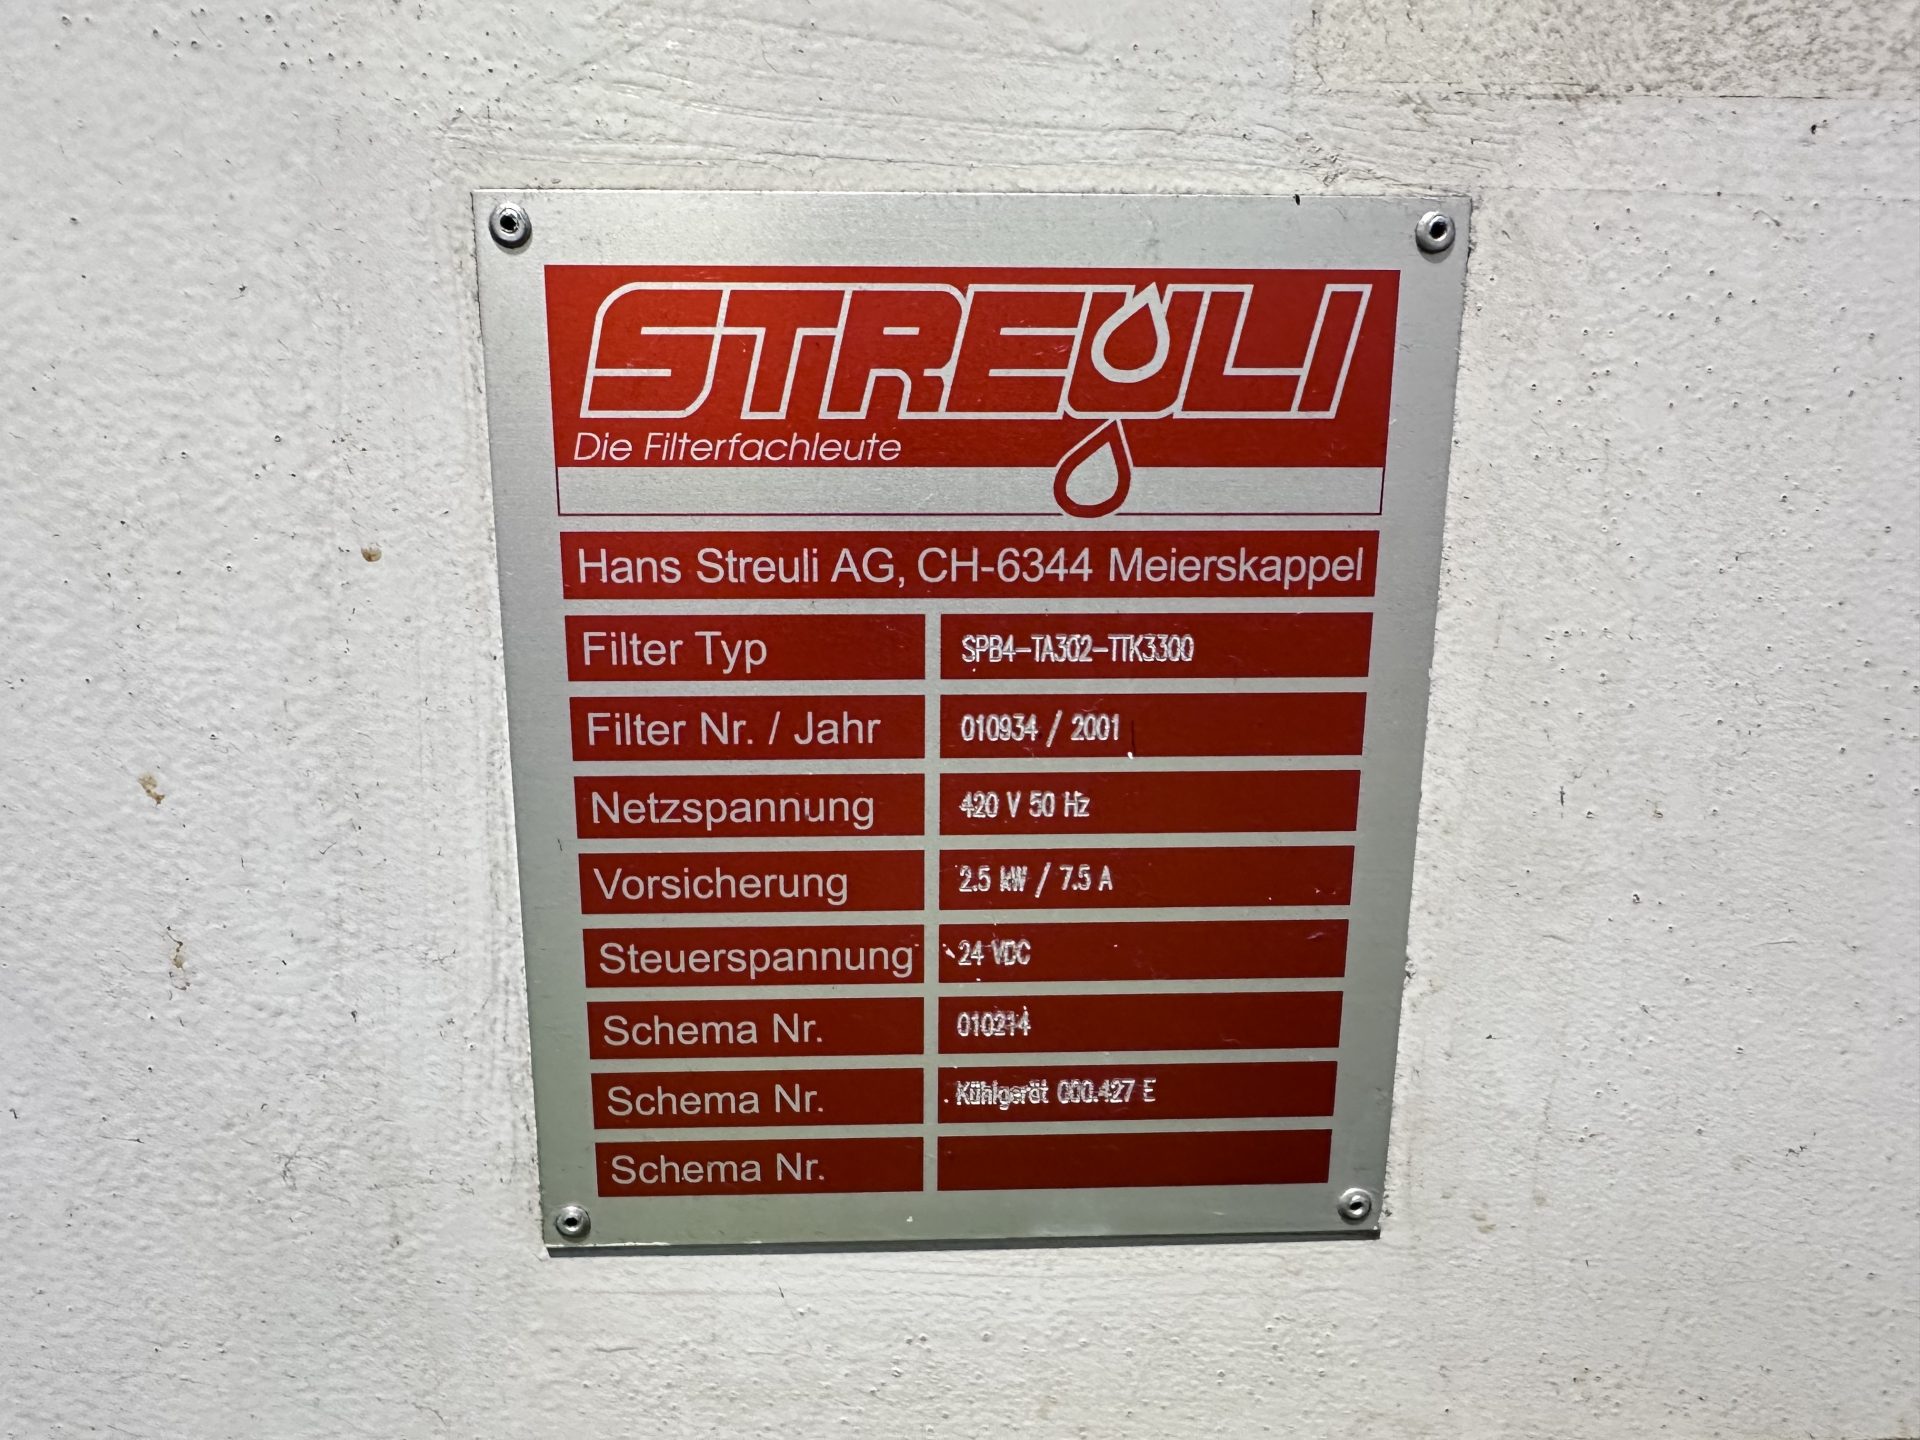 STREULI
Die Filterfachleute
Hans Streuli AG, CH-6344 Meierskappel
Filter Typ SPB4-TA302-TTK3300
Filter Nr. / Jahr 010934 / 2001
Netzspannung 420 V 50 Hz
Vorsicherung 2.5 kW / 7.5 A
Steuerspannung 24 VDC
Schema Nr. 010214
Schema Nr. Kühlgerät 000.427 E
Schema Nr.